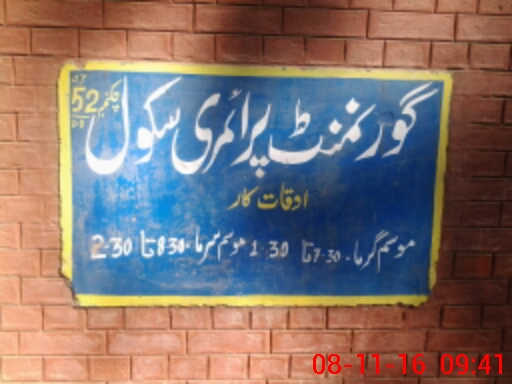 گورنمنٹ پرائمری سکول چکنمبر 52
اوقات کار
موسم گرما - 7-30 تا 1 30 موسم سرما - 8 30 تا 2-30
08-11-16 09:41